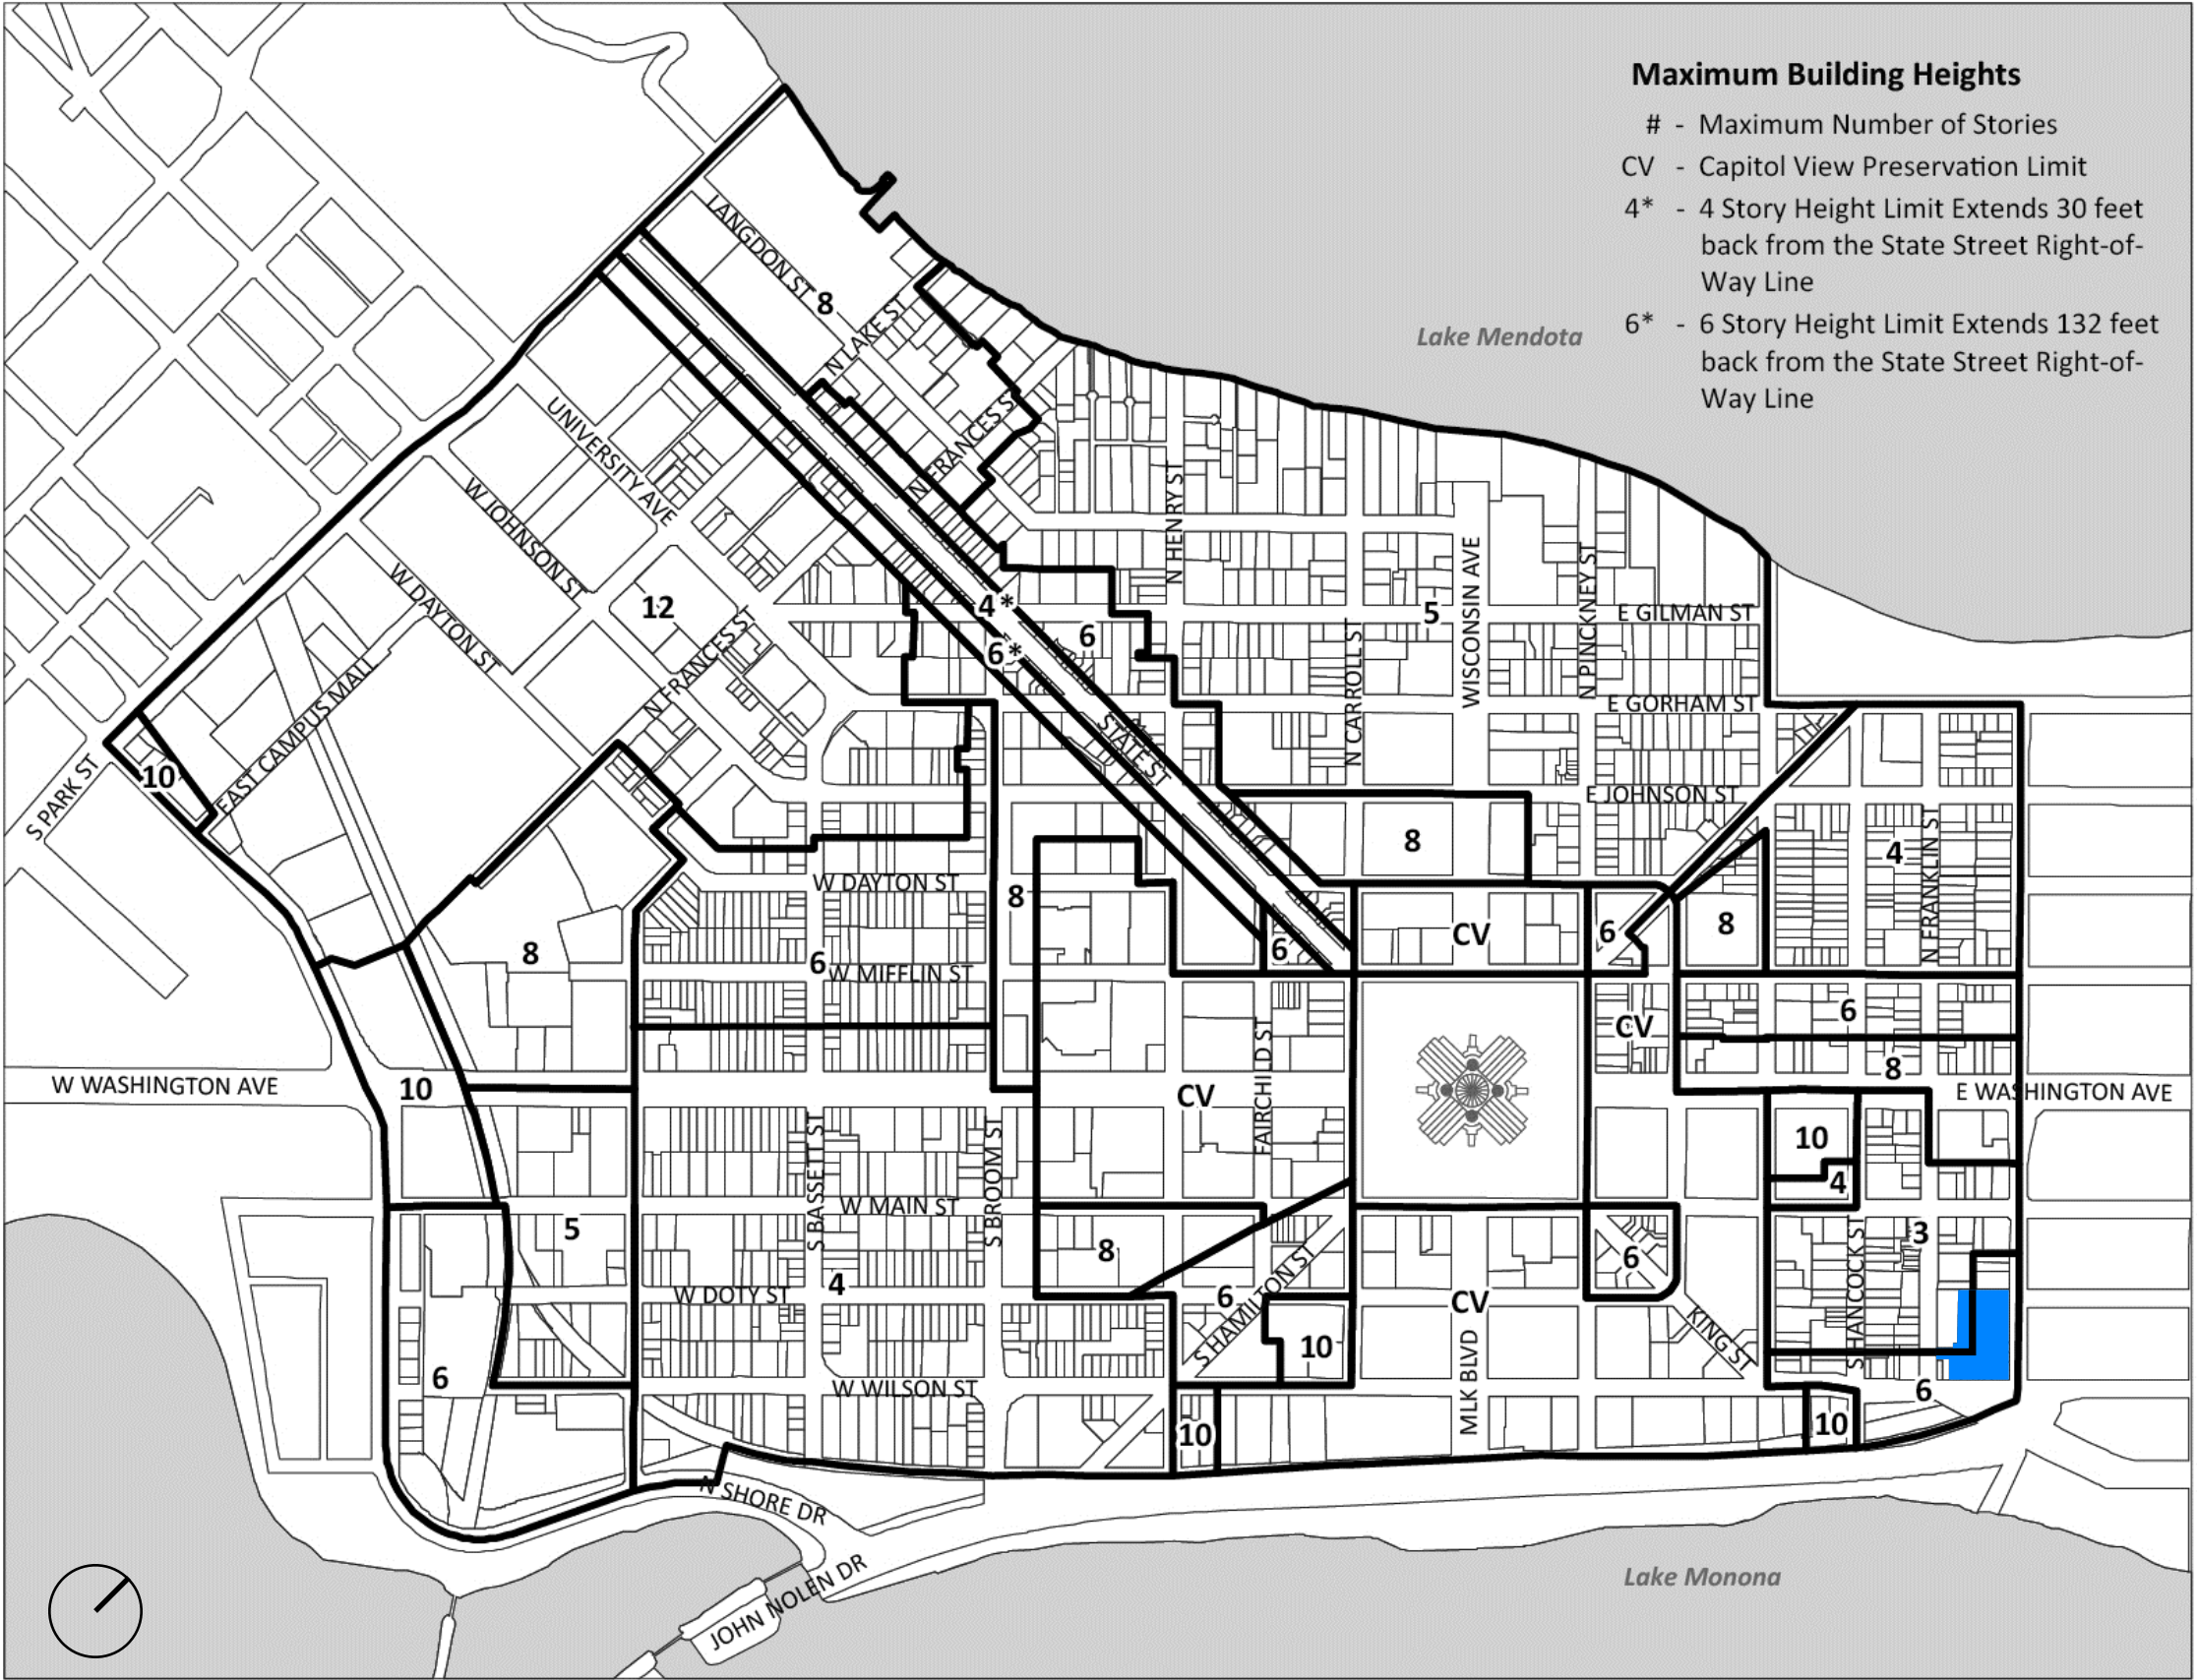 Maximum Building Heights
# - Maximum Number of Stories
CV - Capitol View Preservation Limit
4* - 4 Story Height Limit Extends 30 feet
back from the State Street Right-of-
Way Line
6* - 6 Story Height Limit Extends 132 feet
back from the State Street Right-of-
Way Line
Lake Mendota
LANGDON ST
8
N LAKE ST
N FRANCES S
UNIVERSITY AVE
W JOHNSON ST
W DAYTON ST
12
N FRANCES ST
EAST CAMPUS MALL
S PARK ST
10
4*
6*
6
N HENRY ST
N CARROLL ST
5
WISCONSIN AVE
N PINCKNEY ST
E GILMAN ST
E GORHAM ST
STATE ST
E JOHNSON ST
8
4
N FRANKLIN ST
W DAYTON ST
8
8
6
W MIFFLIN ST
6
CV
6
8
CV
6
8
W WASHINGTON AVE
10
CV
FAIRCHILD ST
E WASHINGTON AVE
10
4
S BASSETT ST
S BROOM ST
W MAIN ST
5
8
6
3
S HANCOCK ST
W DOTY ST
4
6
S HAMILTON ST
10
CV
MLK BLVD
KING ST
6
W WILSON ST
10
10
6
N SHORE DR
JOHN NOLEN DR
Lake Monona